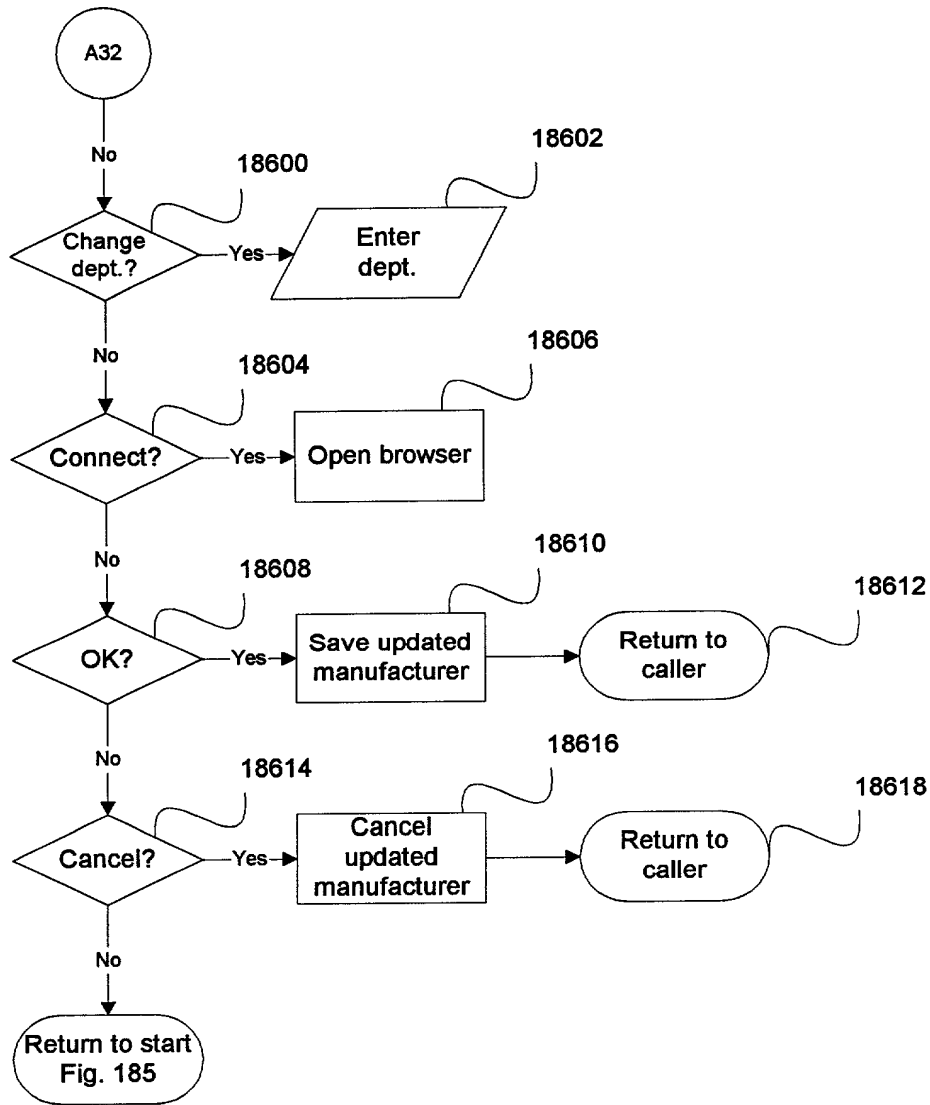 A32
No
18600
18602
Change
dept.?
Yes
Enter
dept.
No
18604
18606
Connect?
Yes
Open browser
No
18608
18610
18612
OK?
Yes
Save updated
manufacturer
Return to
caller
No
18614
18616
18618
Cancel?
Yes
Cancel
updated
manufacturer
Return to
caller
No
Return to start
Fig. 185